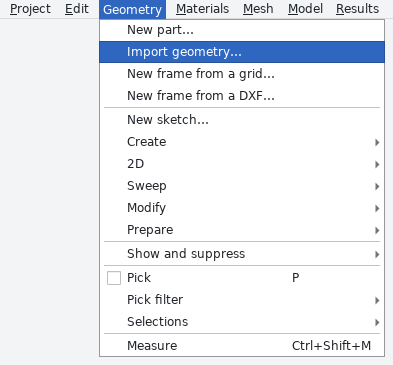 Project Edit Geometry Materials Mesh Model Results
New part...
Import geometry...
New frame from a grid...
New frame from a DXF...
New sketch...
Create
2D
Sweep
Modify
Prepare
Show and suppress
Pick P
Pick filter
Selections
Measure Ctrl+Shift+M